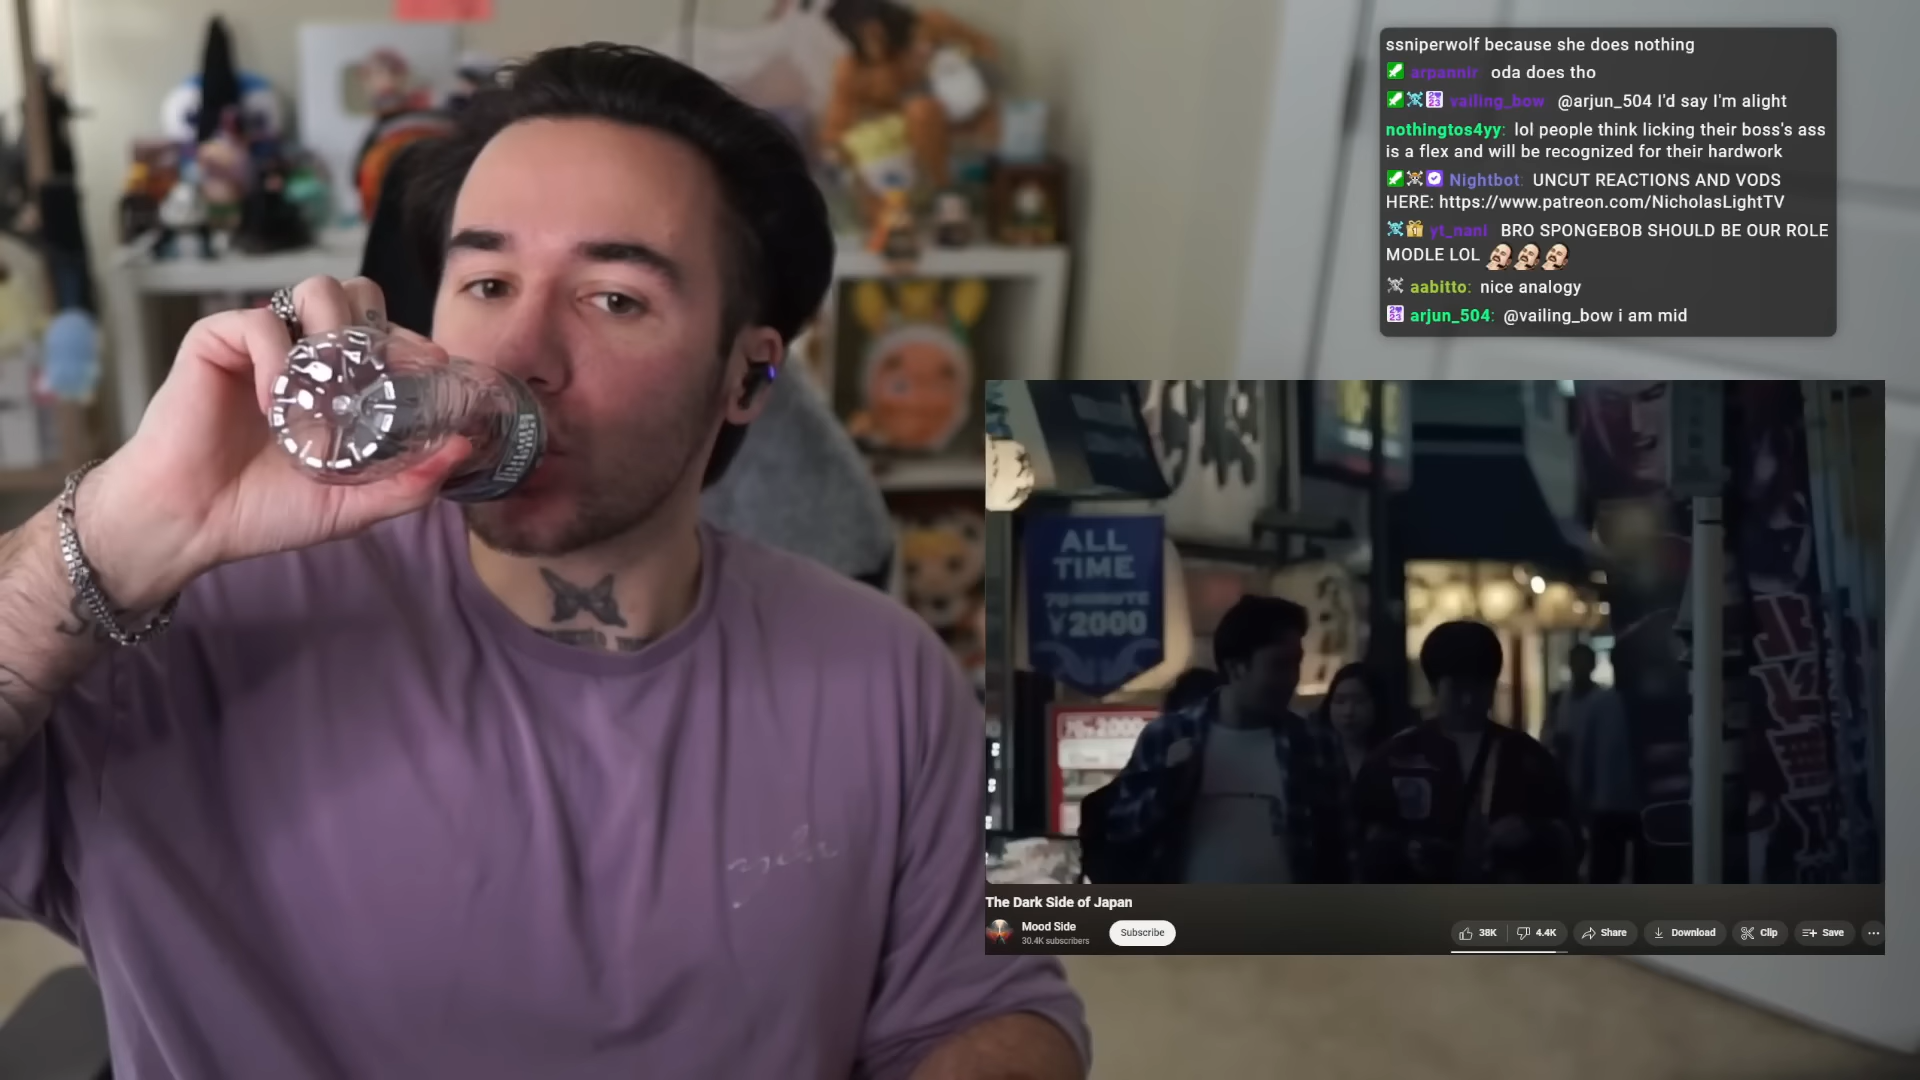 ssniperwolf because she does nothing
arpannir oda does tho
vailing_bow @arjun_504 I'd say I'm alright
nothingtos4yy: lol people think licking their boss's ass
is a flex and will be recognized for their hardwork
Nightbot: UNCUT REACTIONS AND VODS
HERE: https://www.patreon.com/NicholasLightTV
yt_nani BRO SPONGEBOB SHOULD BE OUR ROLE
MODLE LOL
aabitto: nice analogy
arjun_504: @vailing_bow i am mid
ALL
TIME
70 MINUTE
¥2000
The Dark Side of Japan
Mood Side
30.4K subscribers
Subscribe
38K
4.4K
Share
Download
Clip
Save